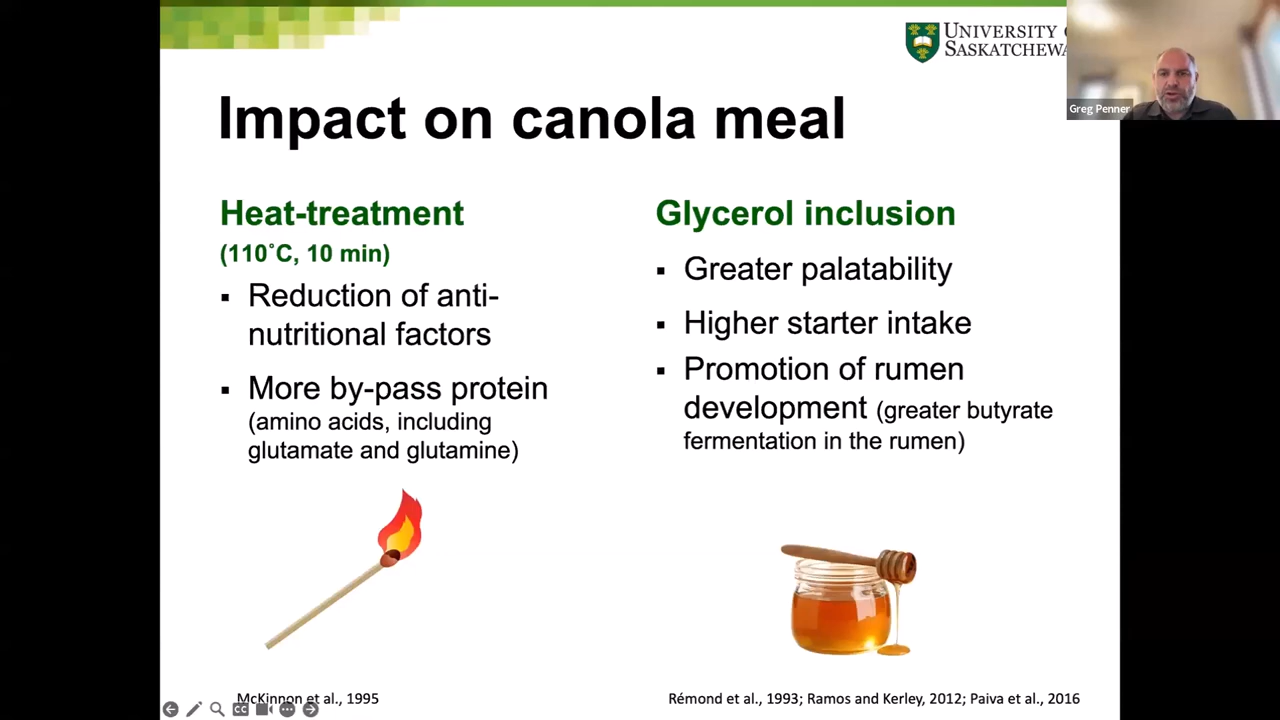 UNIVERSITY O
SASKATCHEWA
Greg Penner
Impact on canola meal
Heat-treatment
(110˚C, 10 min)
▪ Reduction of anti-
nutritional factors
▪ More by-pass protein
(amino acids, including
glutamate and glutamine)
Glycerol inclusion
▪ Greater palatability
▪ Higher starter intake
▪ Promotion of rumen
development (greater butyrate
fermentation in the rumen)
McKinnon et al., 1995
CC
Rémond et al., 1993; Ramos and Kerley, 2012; Paiva et al., 2016